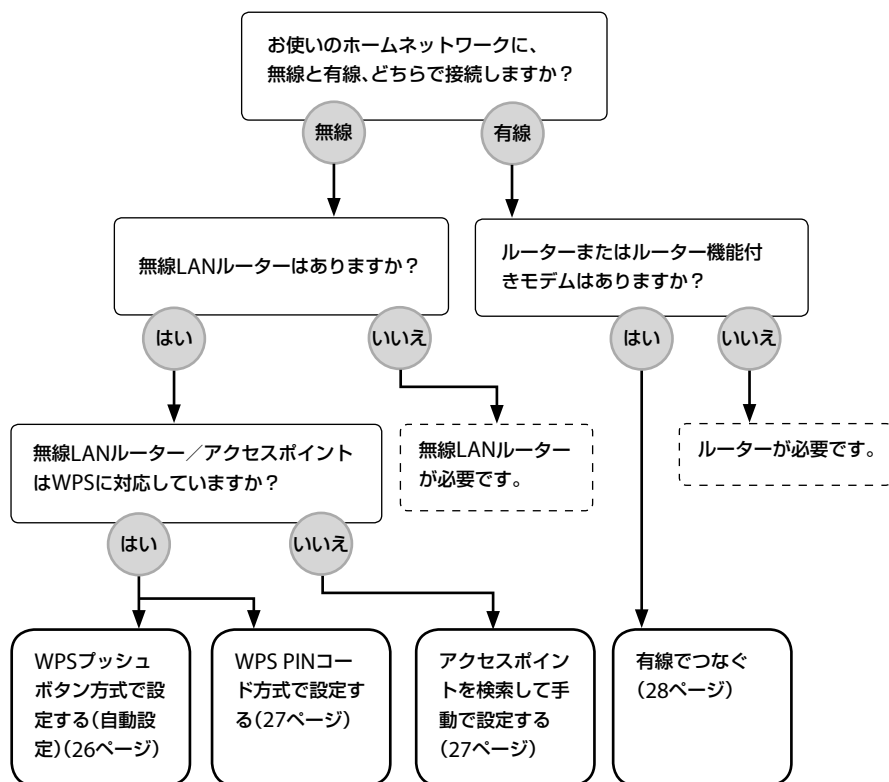 お使いのホームネットワークに、
無線と有線、どちらで接続しますか？
無線
有線
無線LANルーターはありますか？
はい
いいえ
ルーターまたはルーター機能付
きモデムはありますか？
はい
いいえ
無線LANルーター／アクセスポイント
はWPSに対応していますか？
はい
いいえ
無線LANルーター
が必要です。
ルーターが必要です。
WPSプッシュ
ボタン方式で設
定する（自動設
定）（26ページ）
WPS PINコー
ド方式で設定す
る（27ページ）
アクセスポイン
トを検索して手
動で設定する
（27ページ）
有線でつなぐ
（28ページ）